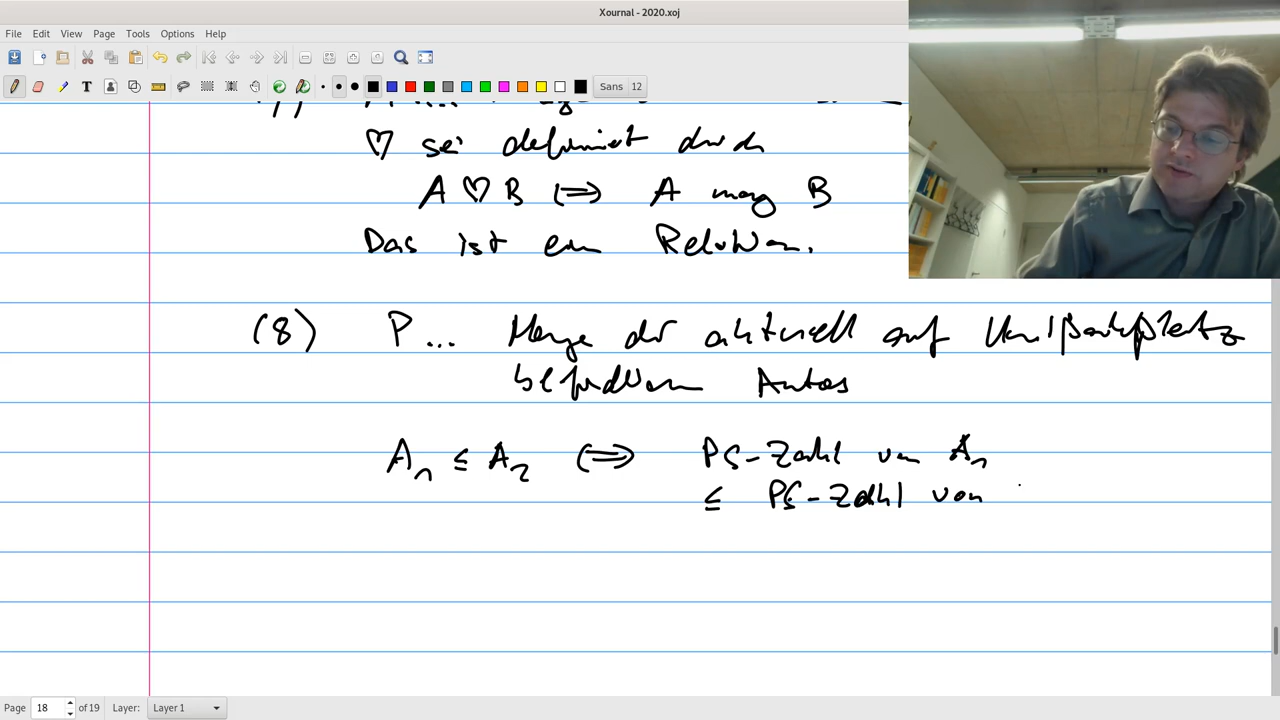 Xournal - 2020.xoj
File Edit View Page Tools Options Help
Sans 12
♡ sei definiert durch
A ♡ B ⇔ A mag B
Das ist ein Relation.
(8) P... Menge der aktuell auf Uniparkplatz
befindlichen Autos
A₁ ≤ A₂ ⇔ PS-Zahl von A₁
≤ PS-Zahl von
Page 18 of 19 Layer: Layer 1